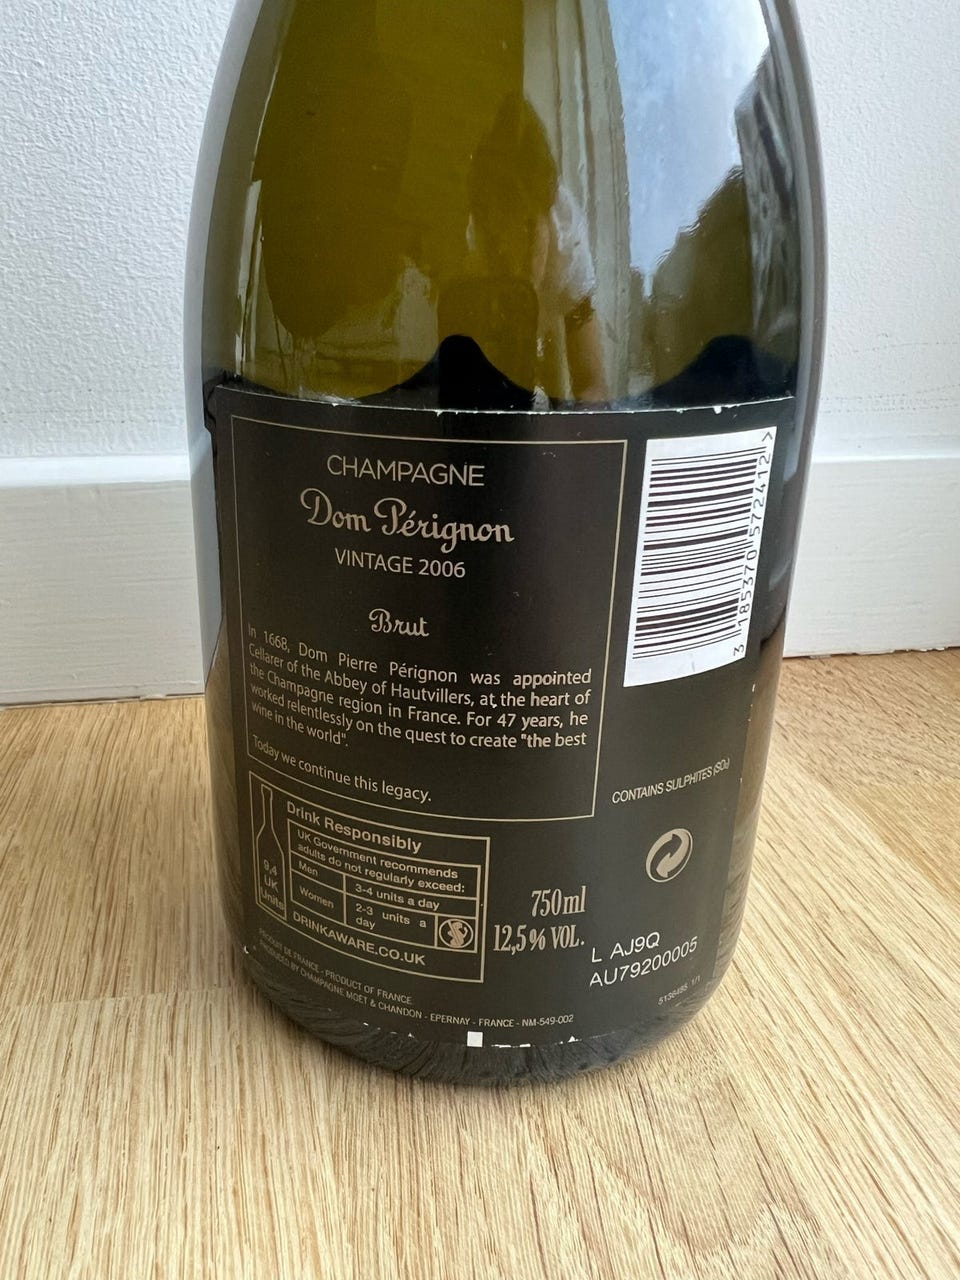 CHAMPAGNE
Dom Pérignon
VINTAGE 2006
Brut
In 1668, Dom Pierre Pérignon was appointed
Cellarer of the Abbey of Hautvillers, at the heart of
the Champagne region in France. For 47 years, he
worked relentlessly on the quest to create "the best
wine in the world".
Today we continue this legacy.
3 185370 572412 >
CONTAINS SULPHITES (SO₂)
9,4
UK
Units
Drink Responsibly
UK Government recommends
adults do not regularly exceed:
Men 3-4 units a day
Women 2-3 units a
day
DRINKAWARE.CO.UK
750ml
12,5% VOL.
L AJ9Q
AU79200005
PRODUIT DE FRANCE - PRODUCT OF FRANCE
PRODUCED BY CHAMPAGNE MOËT & CHANDON - EPERNAY - FRANCE - NM-549-002
5136485 1/1